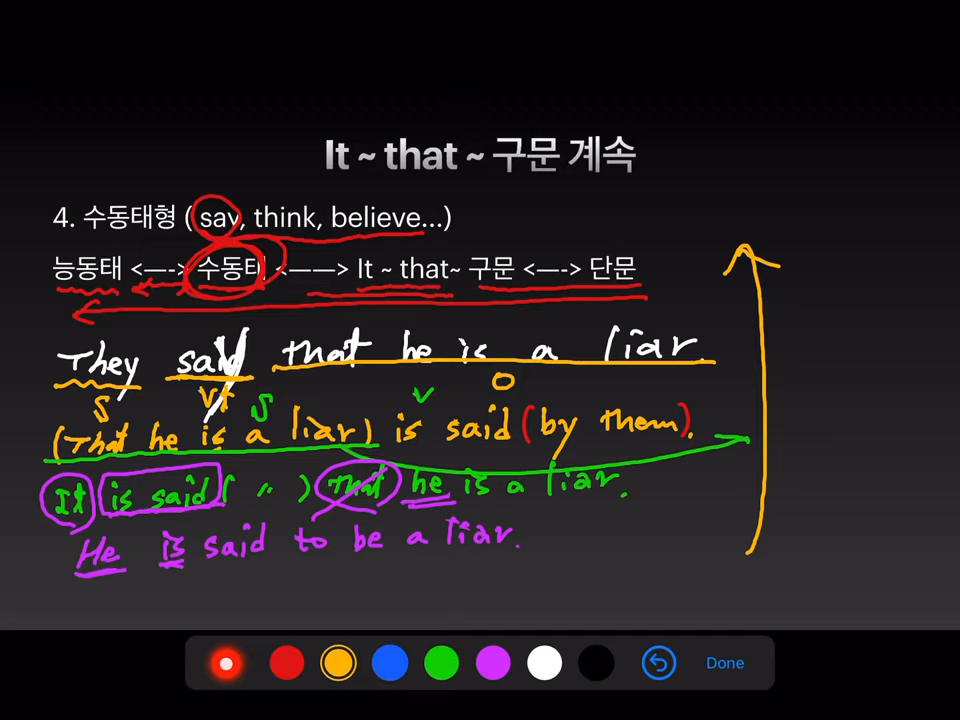 It ~ that ~ 구문 계속
4. 수동태형 ( say, think, believe...)
능동태 <—-> 수동태 <——> It ~ that~ 구문 <—-> 단문
They said that he is a liar.
S Vt O
S V
(That he is a liar) is said (by them).
It is said ( 〃 ) that he is a liar.
He is said to be a liar.
Done